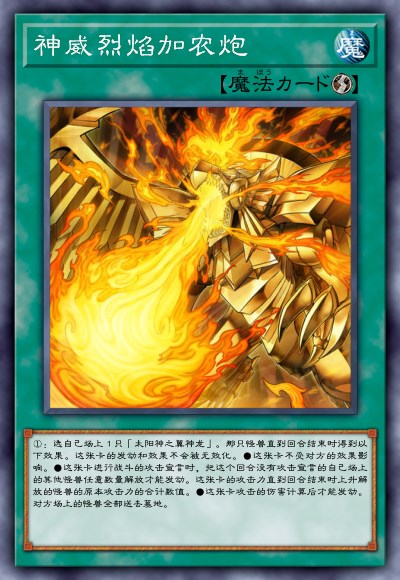 神威烈焰加农炮
魔
【魔法カード】
まほう
①：选自己场上1只「太阳神之翼神龙」。那只怪兽直到回合结束时得到以
下效果。这张卡的发动和效果不会被无效化。●这张卡不受对方的效果影
响。●这张卡进行战斗的攻击宣言时，把这个回合没有攻击宣言的自己场上
的其他怪兽任意数量解放才能发动。这张卡的攻击力直到回合结束时上升解
放的怪兽的原本攻击力的合计数值。●这张卡攻击的伤害计算后才能发动。
对方场上的怪兽全部送去墓地。